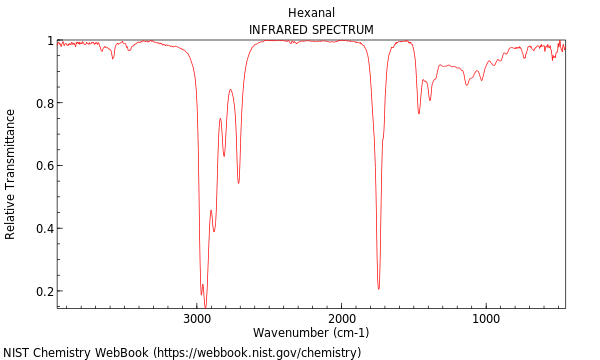 Hexanal
INFRARED SPECTRUM
1
0.8
0.6
0.4
0.2
Relative Transmittance
3000 2000 1000
Wavenumber (cm-1)
NIST Chemistry WebBook (https://webbook.nist.gov/chemistry)